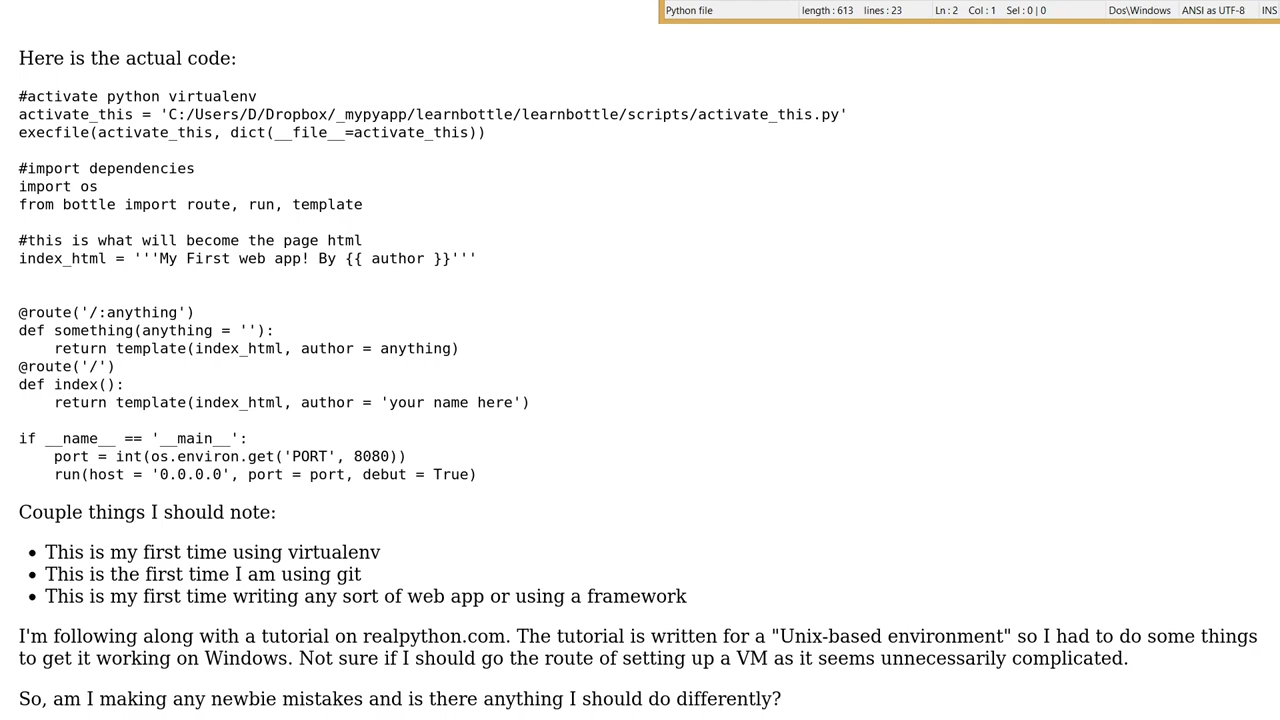 Python file length : 613 lines : 23 Ln : 2 Col : 1 Sel : 0 | 0 Dos\Windows ANSI as UTF-8 INS
Here is the actual code:
#activate python virtualenv
activate_this = 'C:/Users/D/Dropbox/_mypyapp/learnbottle/learnbottle/scripts/activate_this.py'
execfile(activate_this, dict(__file__=activate_this))
#import dependencies
import os
from bottle import route, run, template
#this is what will become the page html
index_html = '''My First web app! By {{ author }}'''
@route('/:anything')
def something(anything = ''):
    return template(index_html, author = anything)
@route('/')
def index():
    return template(index_html, author = 'your name here')
if __name__ == '__main__':
    port = int(os.environ.get('PORT', 8080))
    run(host = '0.0.0.0', port = port, debut = True)
Couple things I should note:
• This is my first time using virtualenv
• This is the first time I am using git
• This is my first time writing any sort of web app or using a framework
I'm following along with a tutorial on realpython.com. The tutorial is written for a "Unix-based environment" so I had to do some things
to get it working on Windows. Not sure if I should go the route of setting up a VM as it seems unnecessarily complicated.
So, am I making any newbie mistakes and is there anything I should do differently?